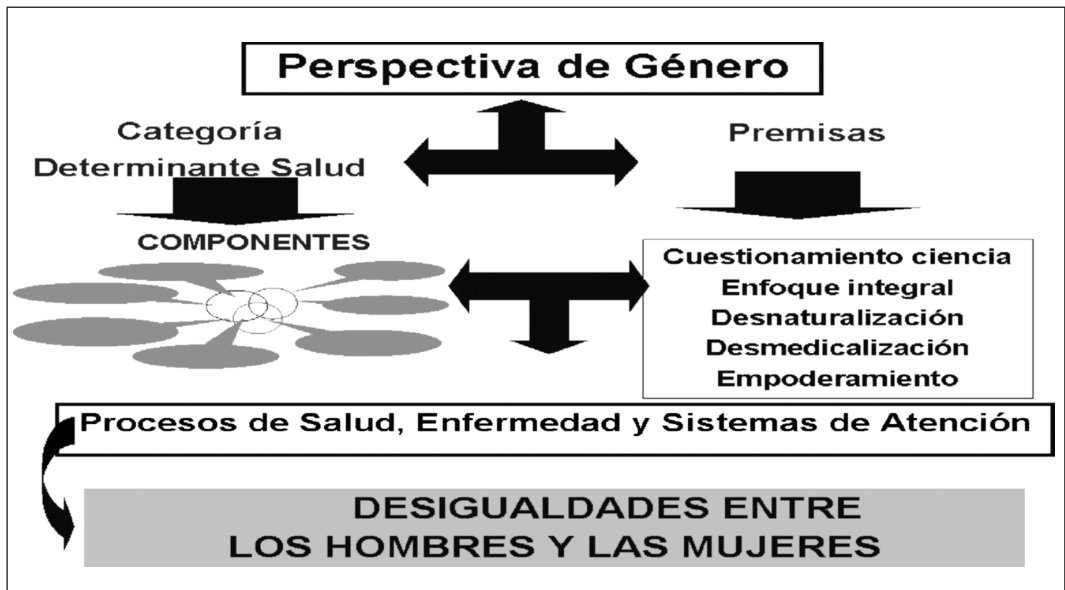 Perspectiva de Género
Categoría
Determinante Salud
Premisas
COMPONENTES
Cuestionamiento ciencia
Enfoque integral
Desnaturalización
Desmedicalización
Empoderamiento
Procesos de Salud, Enfermedad y Sistemas de Atención
DESIGUALDADES ENTRE
LOS HOMBRES Y LAS MUJERES